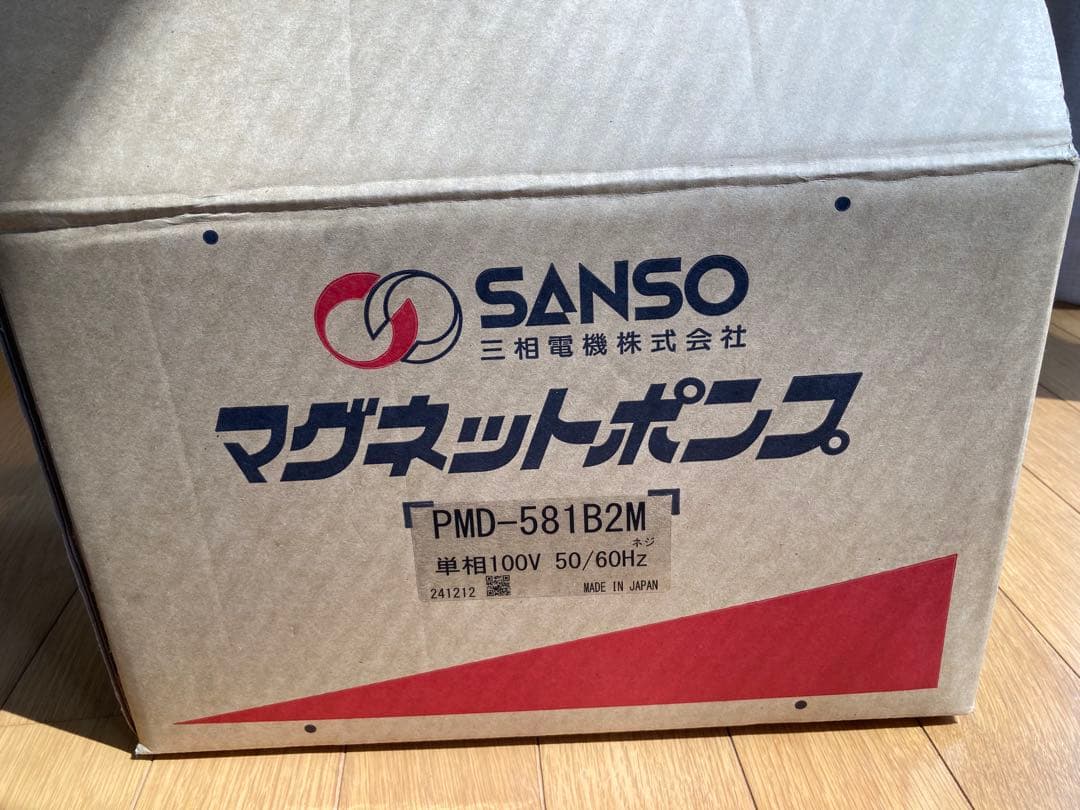 SANSO
三相電機株式会社
マグネットポンプ
PMD-581B2M
ネジ
単相100V 50/60Hz
241212 MADE IN JAPAN